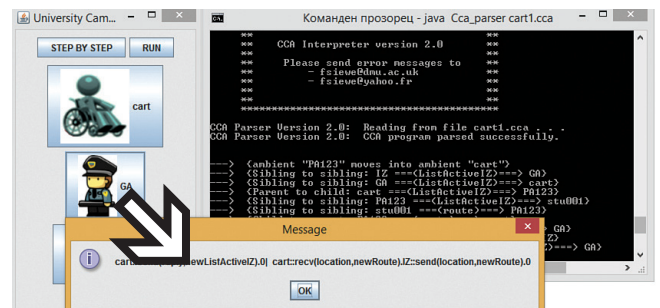 University Cam...
STEP BY STEP
RUN
cart
GA
Команден прозорец - java Cca_parser cart1.cca
** **
** CCA Interpreter version 2.0 **
** **
** Please send error messages to **
** - fsiewe@dmu.ac.uk **
** - fsiewe@yahoo.fr **
** **
** **
CCA Parser Version 2.0: Reading from file cart1.cca . . .
CCA Parser Version 2.0: CCA program parsed successfully.
---> {ambient "PA123" moves into ambient "cart"}
---> {Sibling to sibling: IZ ===(ListActiveIZ)===> GA}
---> {Sibling to sibling: GA ===(ListActiveIZ)===> cart}
---> {Parent to child: cart ===(ListActiveIZ)===> PA123}
---> {Sibling to sibling: PA123 ===(ListActiveIZ)===> stu001}
---> {Sibling to sibling: stu001 ===(route)===> PA123}
GA}
IZ}
)===> GA}
Message
newListActiveIZ).0| cart::recv(location,newRoute).IZ::send(location,newRoute).0
OK